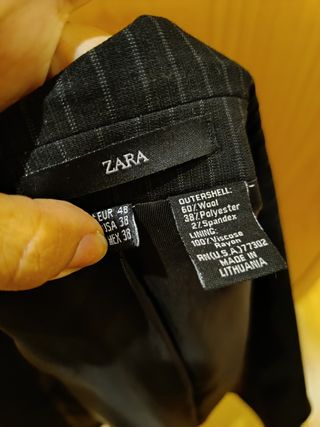 ZARA
EUR 48
USA 38
MEX 38
OUTERSHELL:
60%Wool
38%Polyester
2%Spandex
LINING:
100%Viscose
Rayon
RN(U.S.A.)77302
MADE IN
LITHUANIA